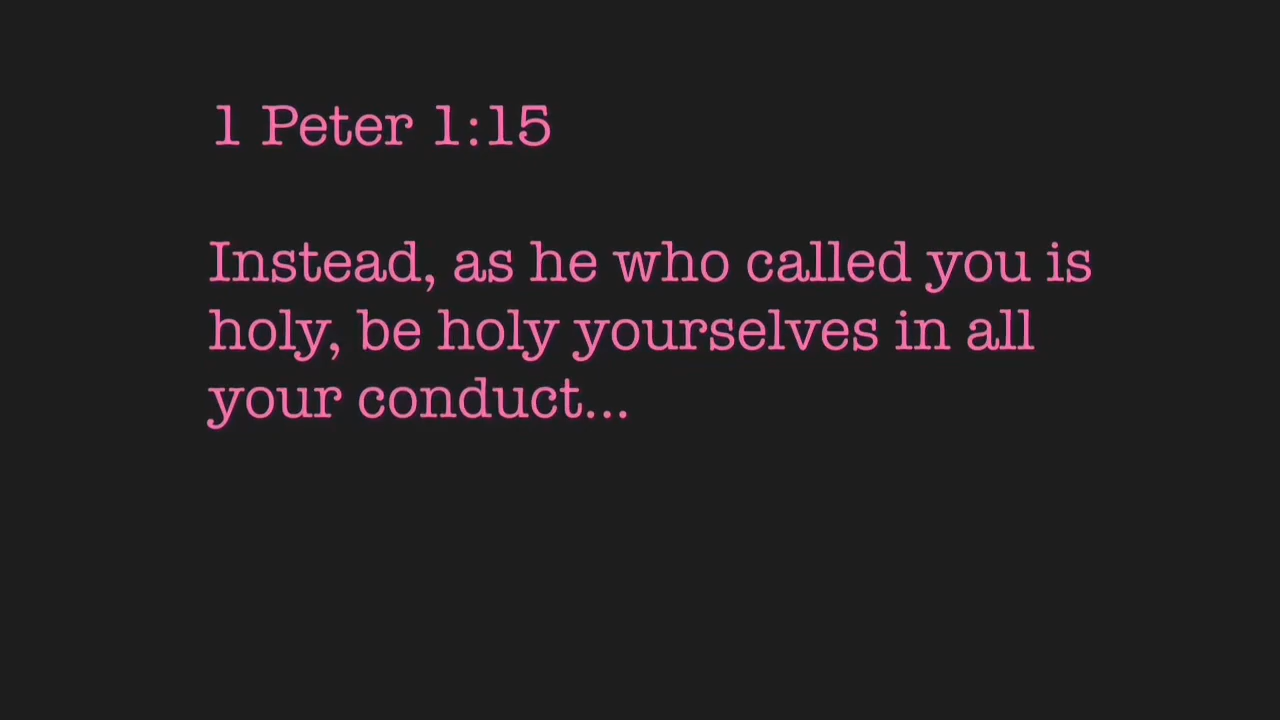 1 Peter 1:15
Instead, as he who called you is
holy, be holy yourselves in all
your conduct...